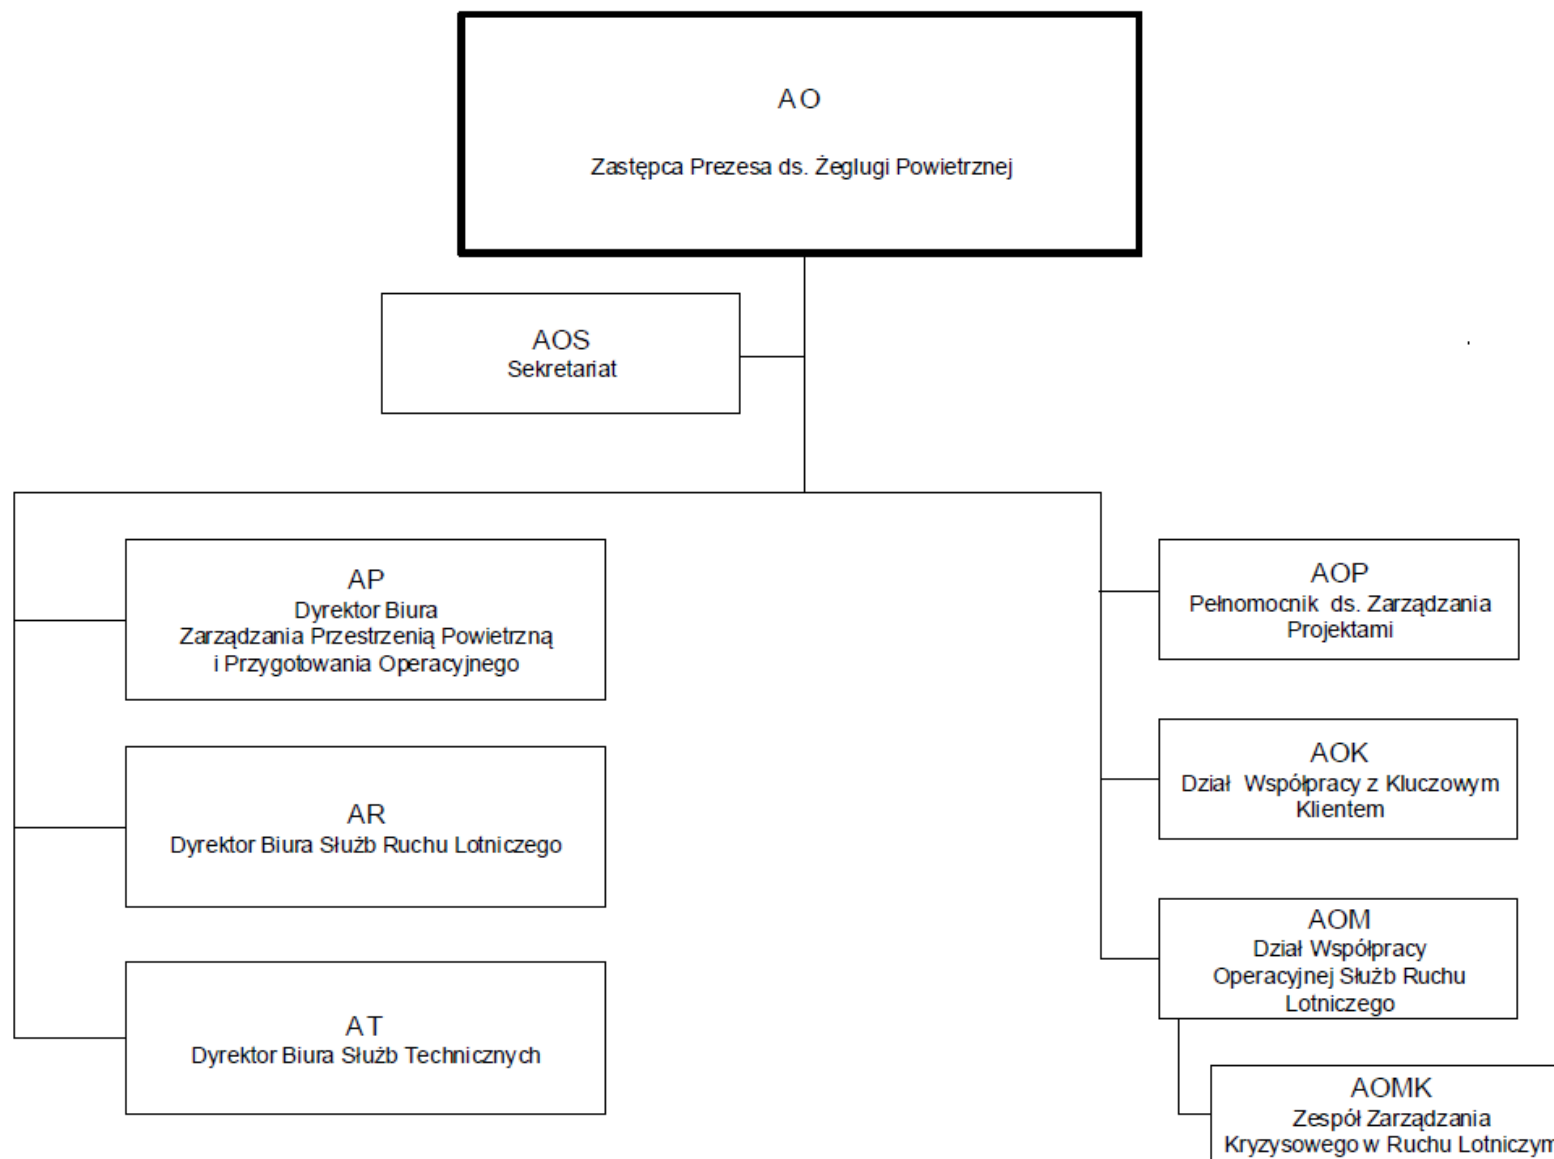 AO
Zastępca Prezesa ds. Żeglugi Powietrznej
AOS
Sekretariat
AP
Dyrektor Biura
Zarządzania Przestrzenią Powietrzną
i Przygotowania Operacyjnego
AR
Dyrektor Biura Służb Ruchu Lotniczego
AT
Dyrektor Biura Służb Technicznych
AOP
Pełnomocnik ds. Zarządzania
Projektami
AOK
Dział Współpracy z Kluczowym
Klientem
AOM
Dział Współpracy
Operacyjnej Służb Ruchu
Lotniczego
AOMK
Zespół Zarządzania
Kryzysowego w Ruchu Lotniczym